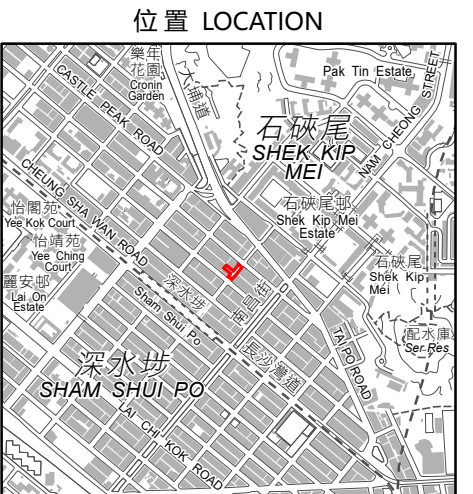 位置 LOCATION
樂年
花園
Cronin
Garden
大埔道
Pak Tin Estate
NAM CHEONG STREET
CASTLE PEAK ROAD
石硤尾
SHEK KIP
MEI
CHEUNG SHA WAN ROAD
怡閣苑
Yee Kok Court
怡靖苑
Yee Ching
Court
石硤尾邨
Shek Kip Mei
Estate
麗安邨
Lai On
Estate
深水埗
Sham Shui Po
南昌街
石硤尾
Shek Kip
Mei
TAI PO ROAD
配水庫
Ser Res
長沙灣道
深水埗
SHAM SHUI PO
LAI CHI KOK ROAD